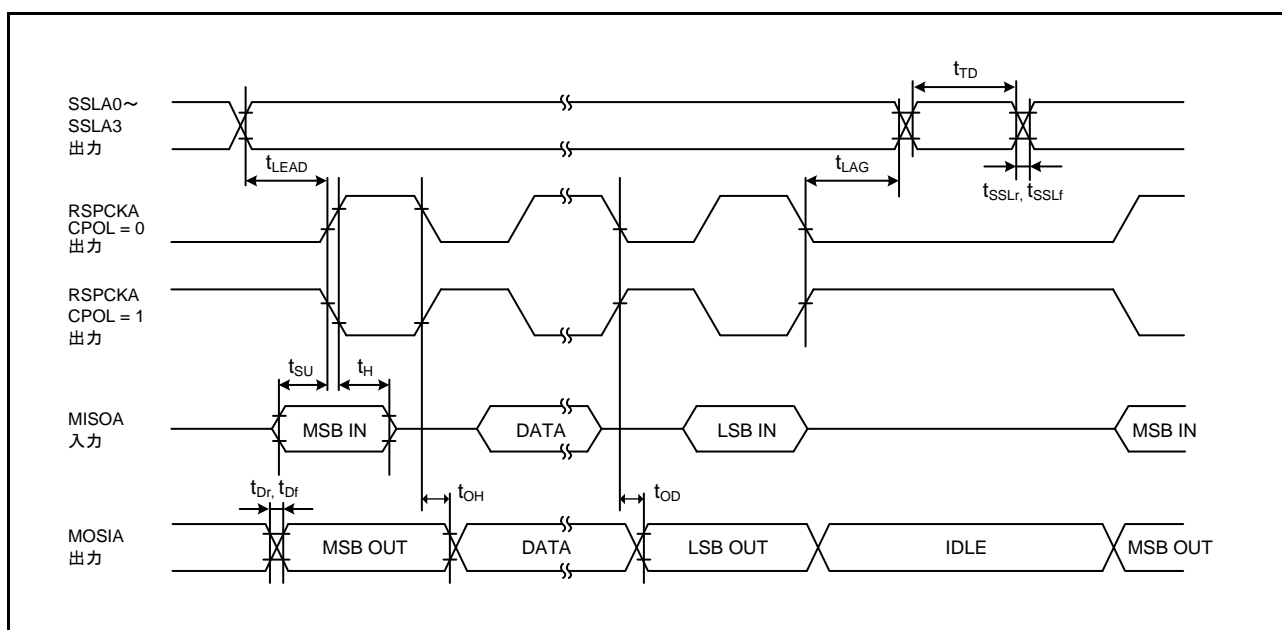 tTD
SSLA0～
SSLA3
出力
tLEAD
tLAG
tSSLr, tSSLf
RSPCKA
CPOL = 0
出力
RSPCKA
CPOL = 1
出力
tSU
tH
MISOA
入力
MSB IN
DATA
LSB IN
MSB IN
tDr, tDf
tOH
tOD
MOSIA
出力
MSB OUT
DATA
LSB OUT
IDLE
MSB OUT